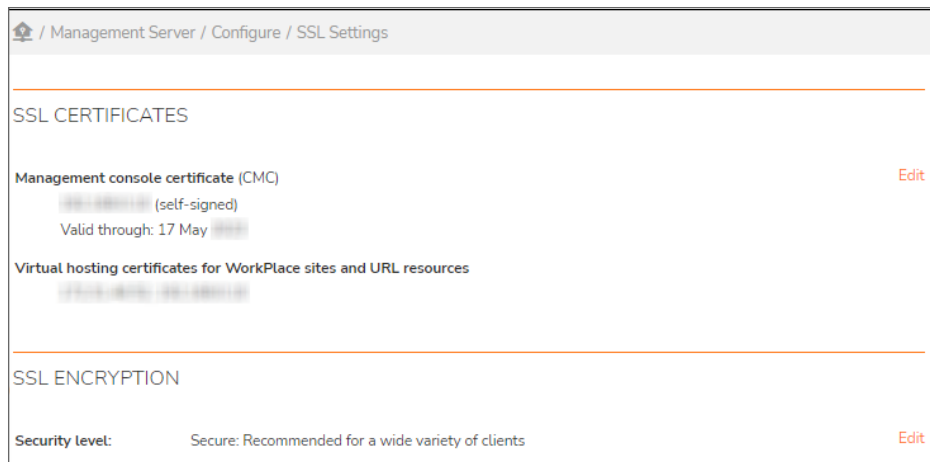 / Management Server / Configure / SSL Settings
SSL CERTIFICATES
Management console certificate (CMC)
Edit
(self-signed)
Valid through: 17 May
Virtual hosting certificates for WorkPlace sites and URL resources
SSL ENCRYPTION
Security level: Secure: Recommended for a wide variety of clients
Edit